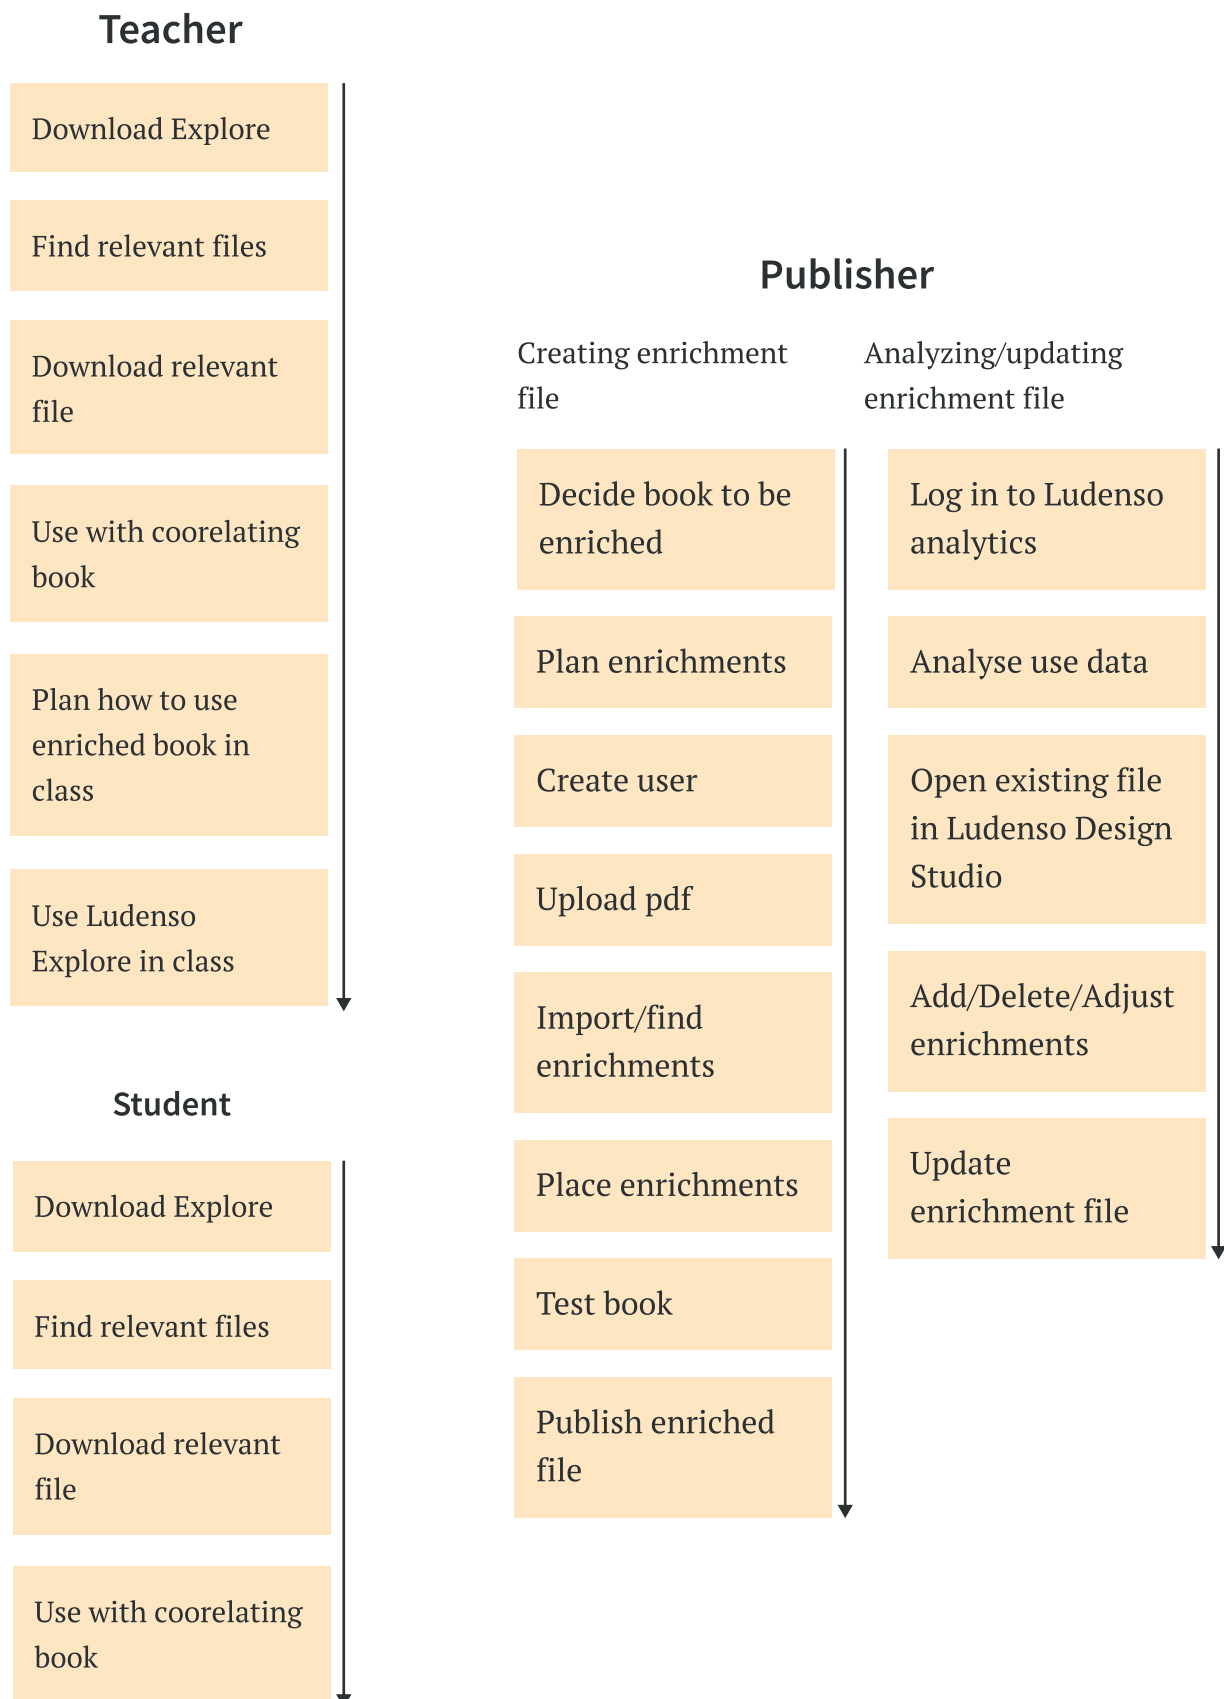 Teacher
Download Explore
Find relevant files
Download relevant
file
Use with coorelating
book
Plan how to use
enriched book in
class
Use Ludenso
Explore in class
Student
Download Explore
Find relevant files
Download relevant
file
Use with coorelating
book
Publisher
Creating enrichment
file
Decide book to be
enriched
Plan enrichments
Create user
Upload pdf
Import/find
enrichments
Place enrichments
Test book
Publish enriched
file
Analyzing/updating
enrichment file
Log in to Ludenso
analytics
Analyse use data
Open existing file
in Ludenso Design
Studio
Add/Delete/Adjust
enrichments
Update
enrichment file